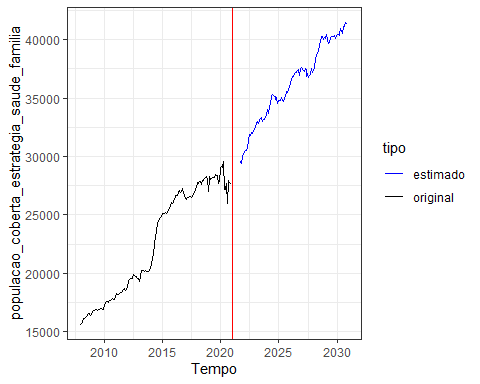 populacao_coberta_estrategia_saude_familia
40000
35000
30000
25000
20000
15000
2010
2015
2020
2025
2030
Tempo
tipo
estimado
original